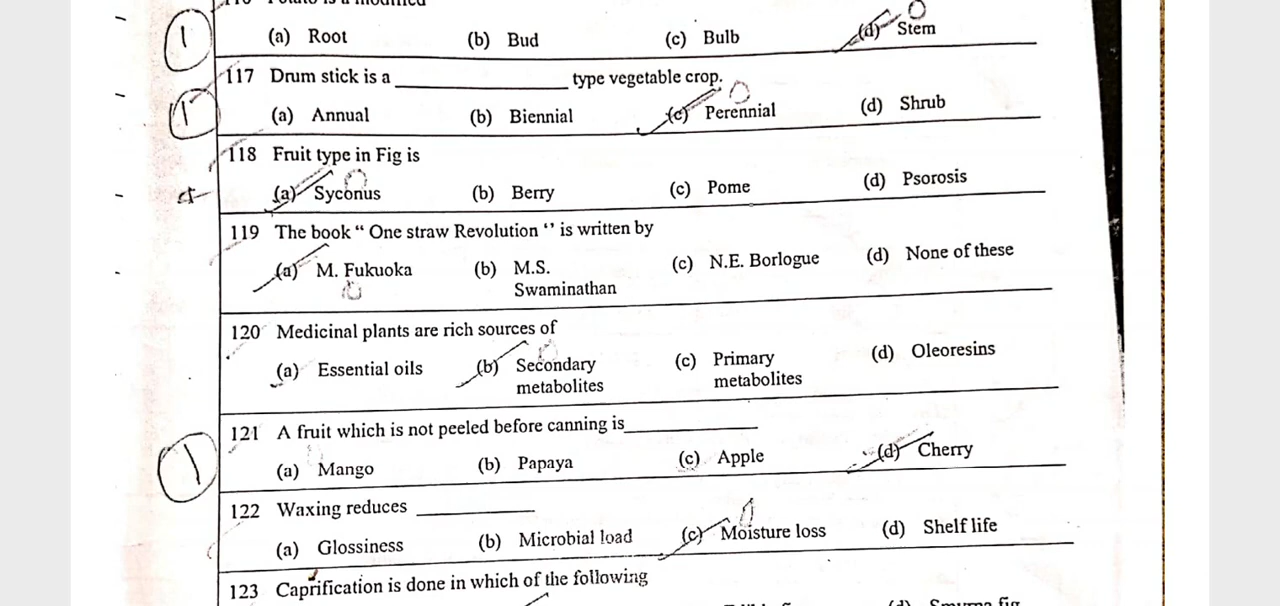 (a) Root (b) Bud (c) Bulb (d) Stem
117 Drum stick is a ____________ type vegetable crop.
(a) Annual (b) Biennial (c) Perennial (d) Shrub
118 Fruit type in Fig is
(a) Syconus (b) Berry (c) Pome (d) Psorosis
119 The book “ One straw Revolution ‘’ is written by
(a) M. Fukuoka (b) M.S. Swaminathan (c) N.E. Borlogue (d) None of these
120 Medicinal plants are rich sources of
(a) Essential oils (b) Secondary metabolites (c) Primary metabolites (d) Oleoresins
121 A fruit which is not peeled before canning is__________
(a) Mango (b) Papaya (c) Apple (d) Cherry
122 Waxing reduces __________
(a) Glossiness (b) Microbial load (c) Moisture loss (d) Shelf life
123 Caprification is done in which of the following